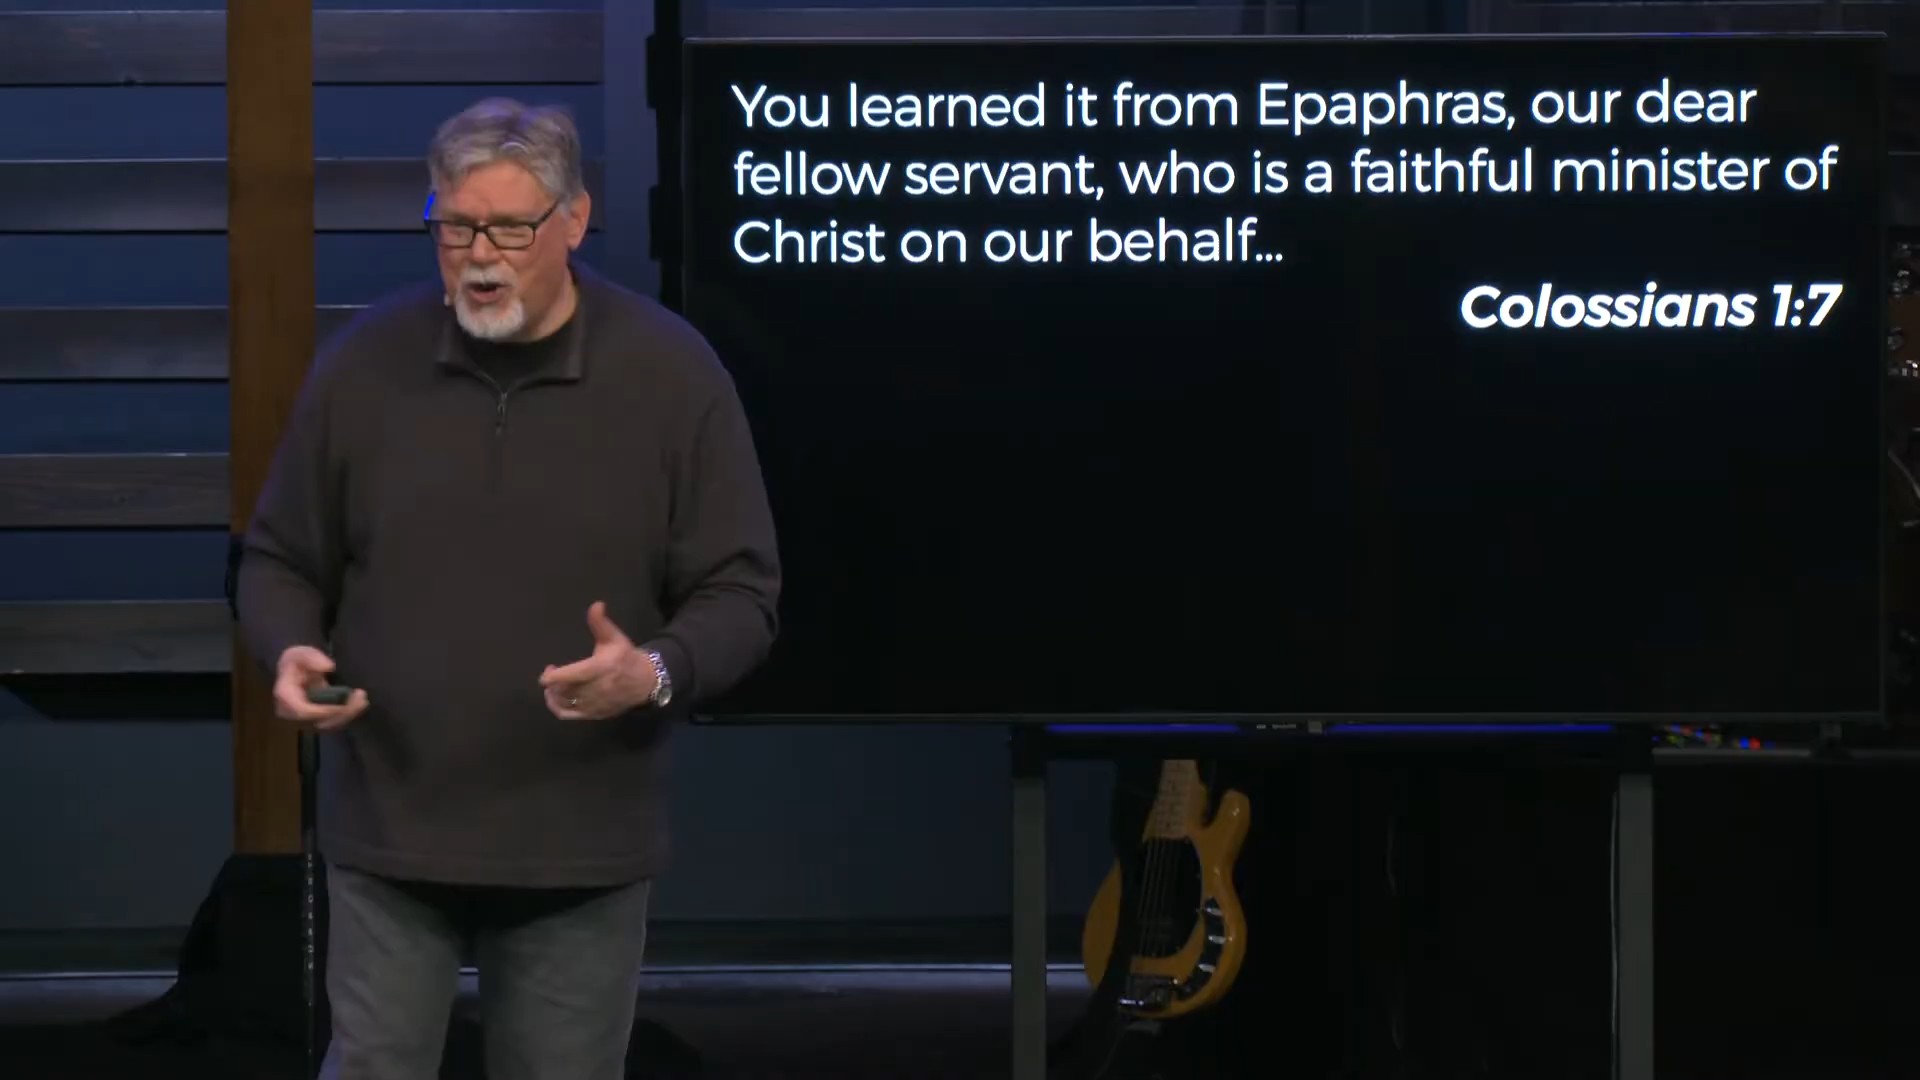 You learned it from Epaphras, our dear
fellow servant, who is a faithful minister of
Christ on our behalf...
Colossians 1:7